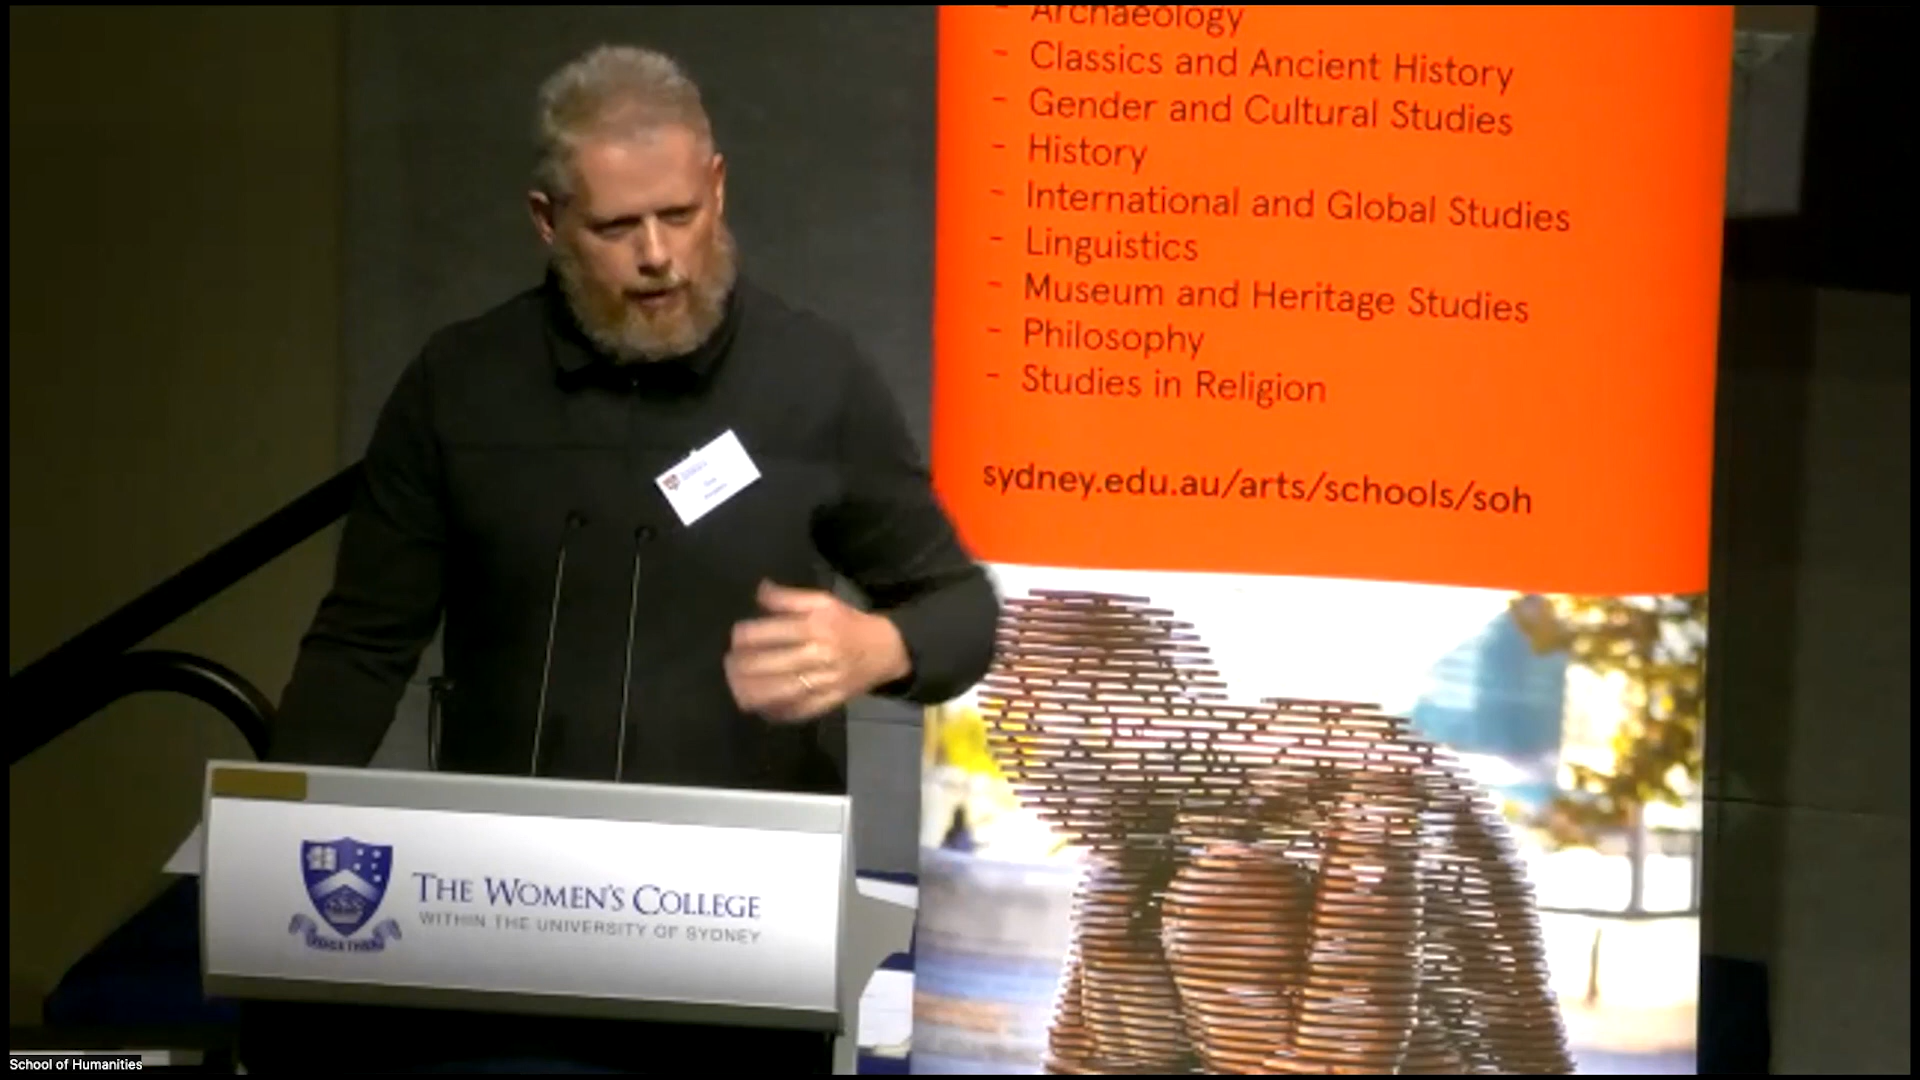 - Archaeology
- Classics and Ancient History
- Gender and Cultural Studies
- History
- International and Global Studies
- Linguistics
- Museum and Heritage Studies
- Philosophy
- Studies in Religion
sydney.edu.au/arts/schools/soh
THE WOMEN'S COLLEGE
WITHIN THE UNIVERSITY OF SYDNEY
School of Humanities